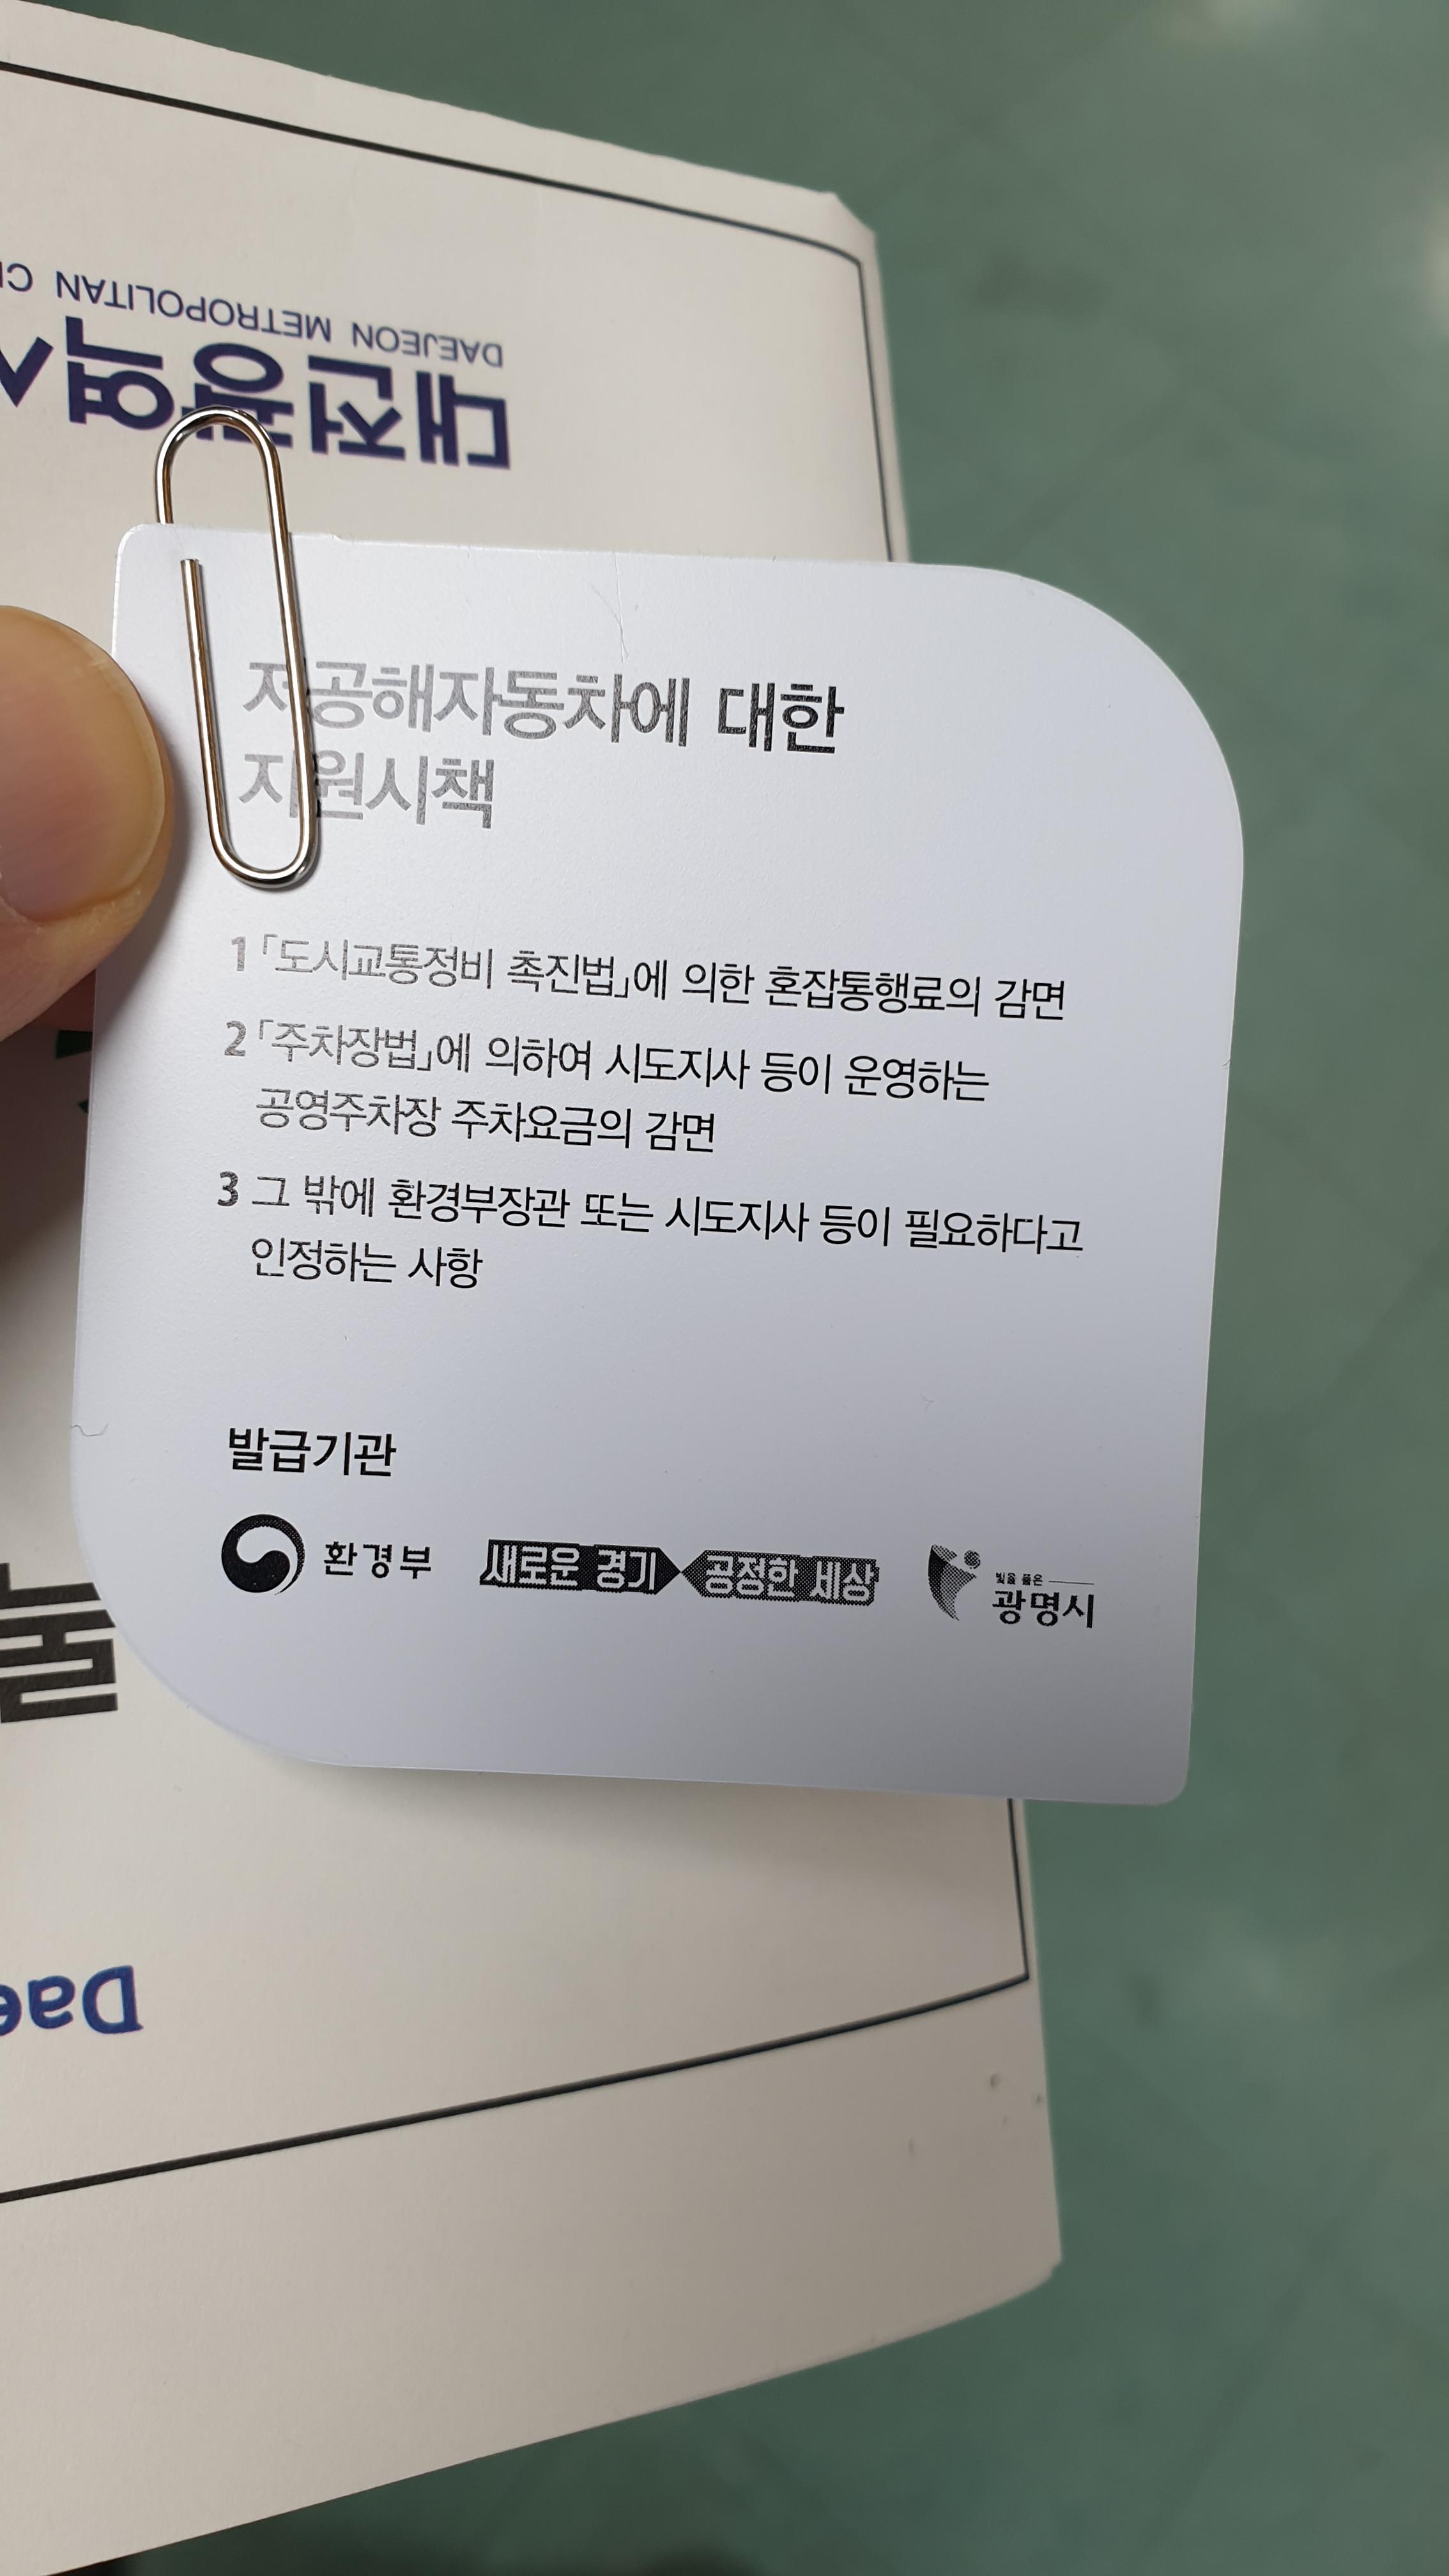 DAEJEON METROPOLITAN
저공해자동차에 대한
지원시책
1 「도시교통정비 촉진법」에 의한 혼잡통행료의 감면
2 「주차장법」에 의하여 시도지사 등이 운영하는
공영주차장 주차요금의 감면
3 그 밖에 환경부장관 또는 시도지사 등이 필요하다고
인정하는 사항
발급기관
환경부 새로운 경기 공정한 세상 빛을 품은
광명시